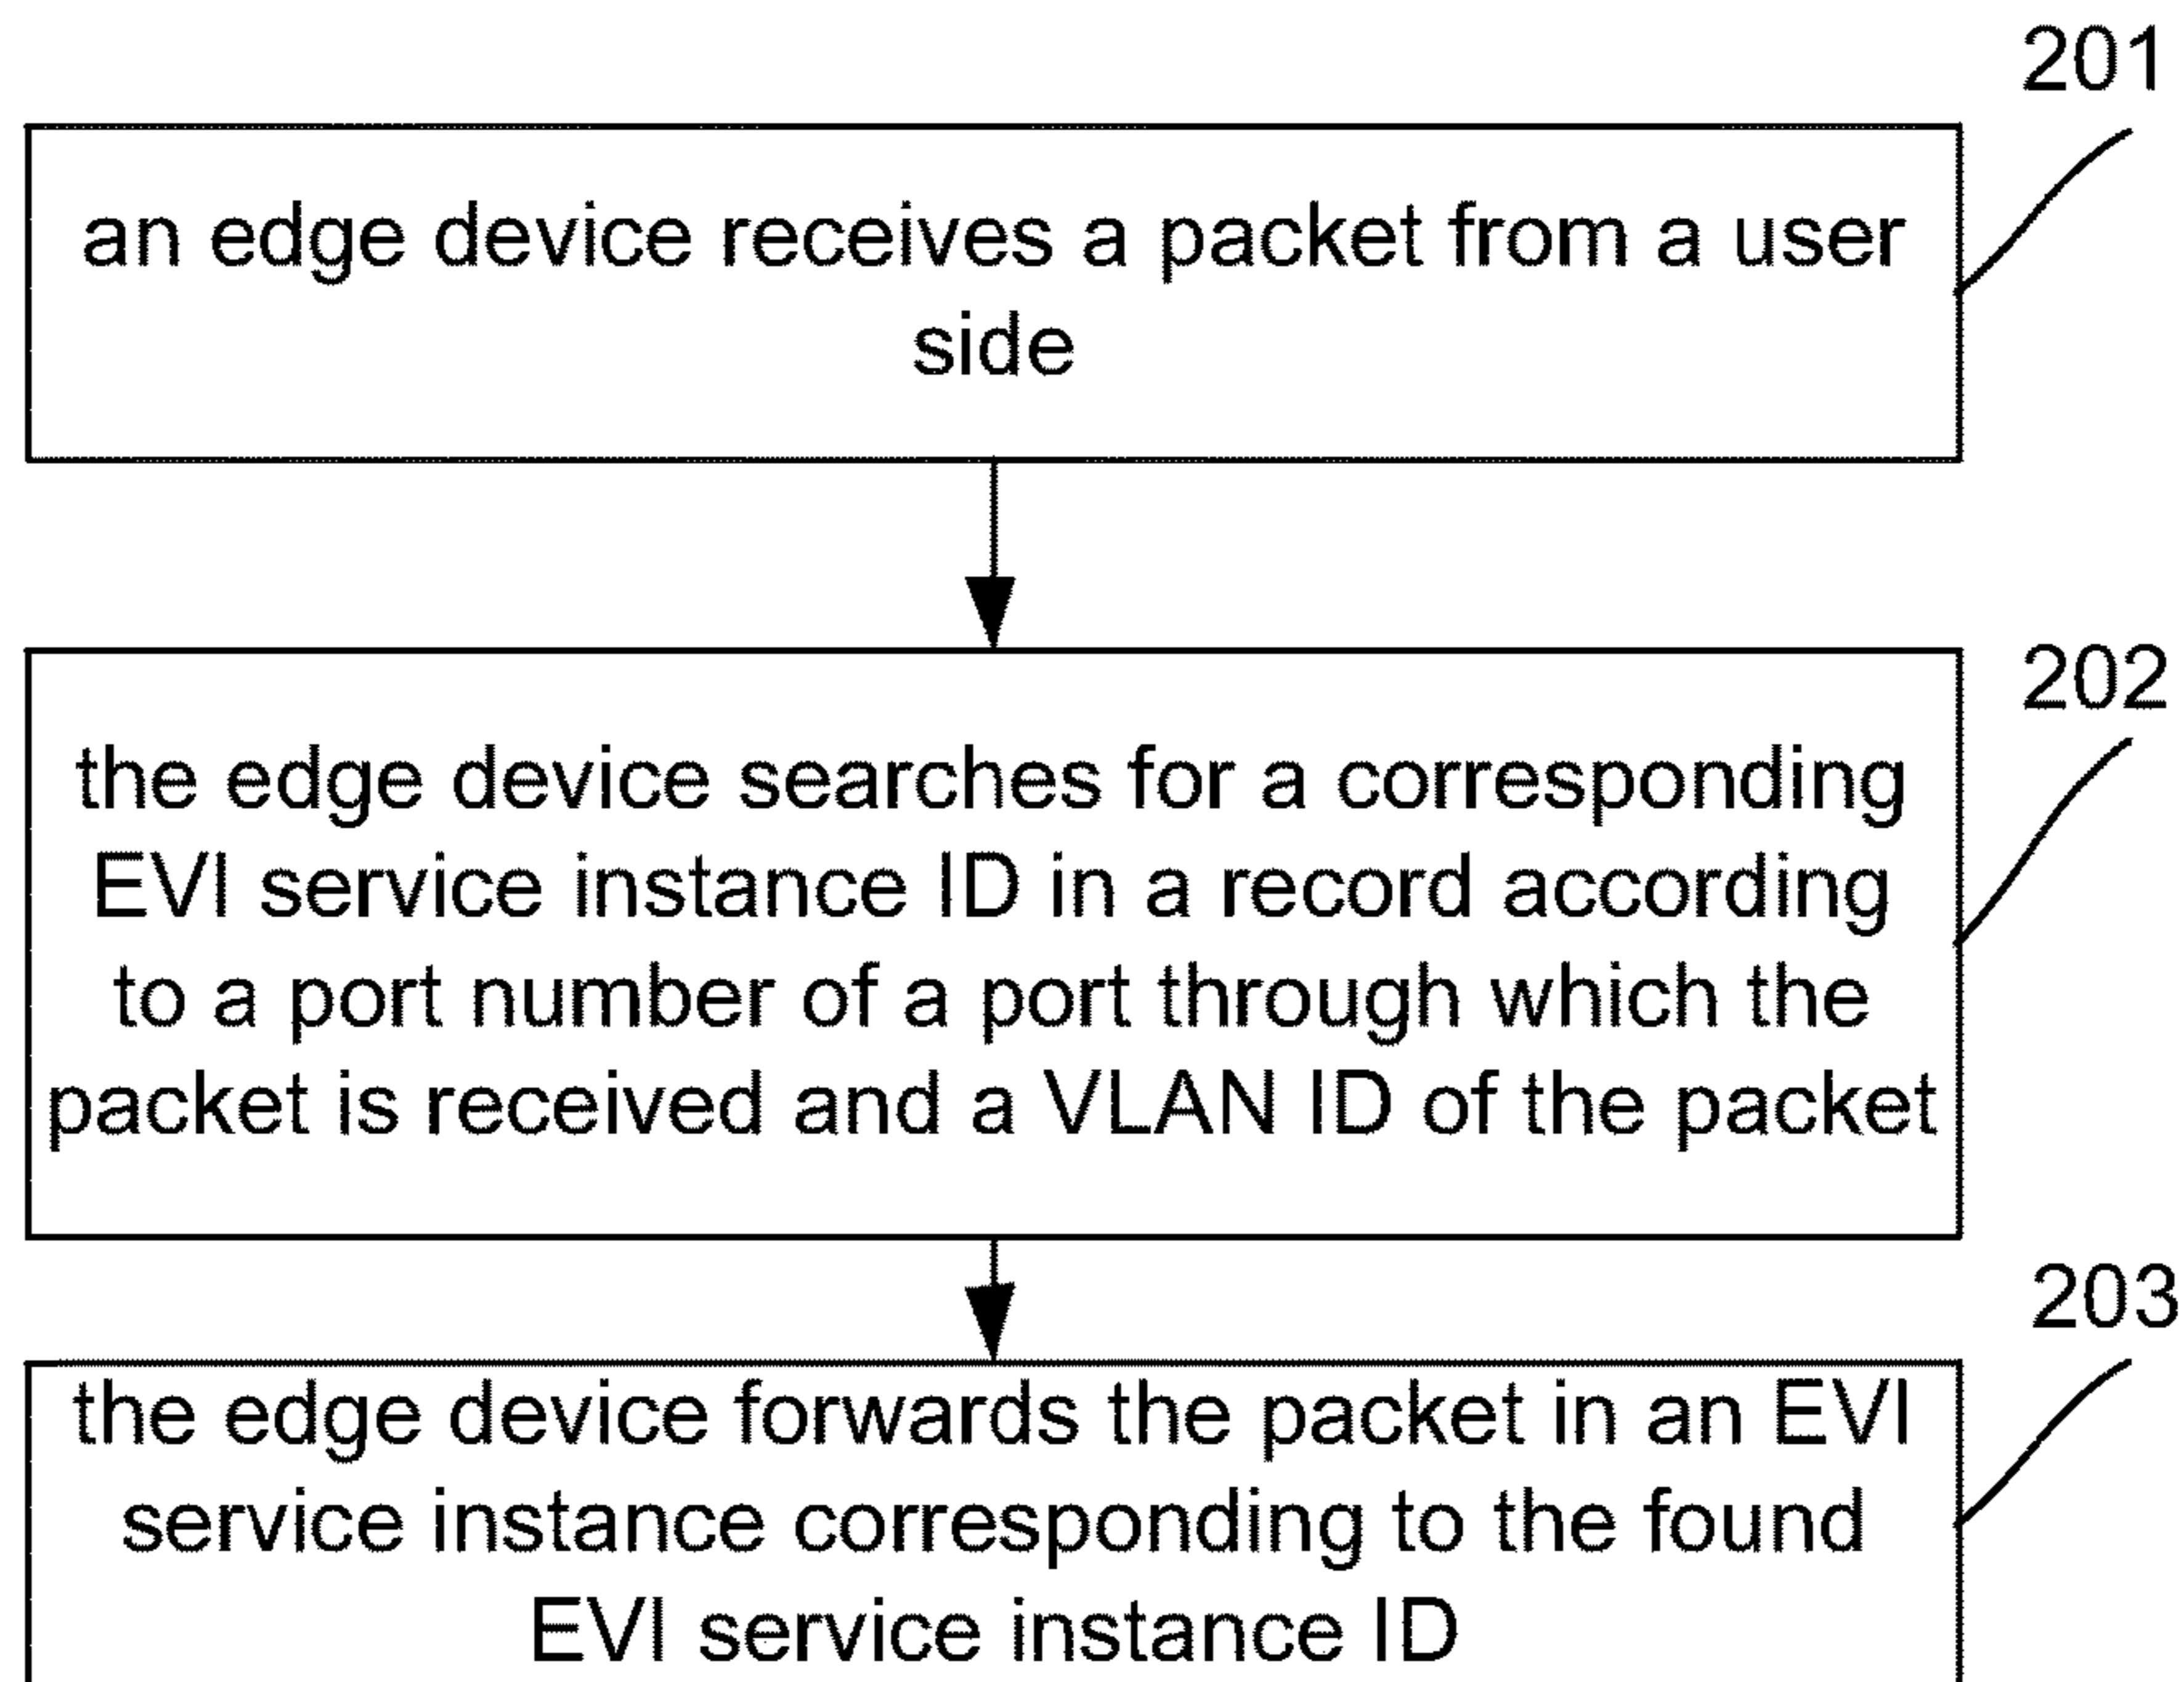 201
an edge device receives a packet from a user
side
202
the edge device searches for a corresponding
EVI service instance ID in a record according
to a port number of a port through which the
packet is received and a VLAN ID of the packet
203
the edge device forwards the packet in an EVI
service instance corresponding to the found
EVI service instance ID